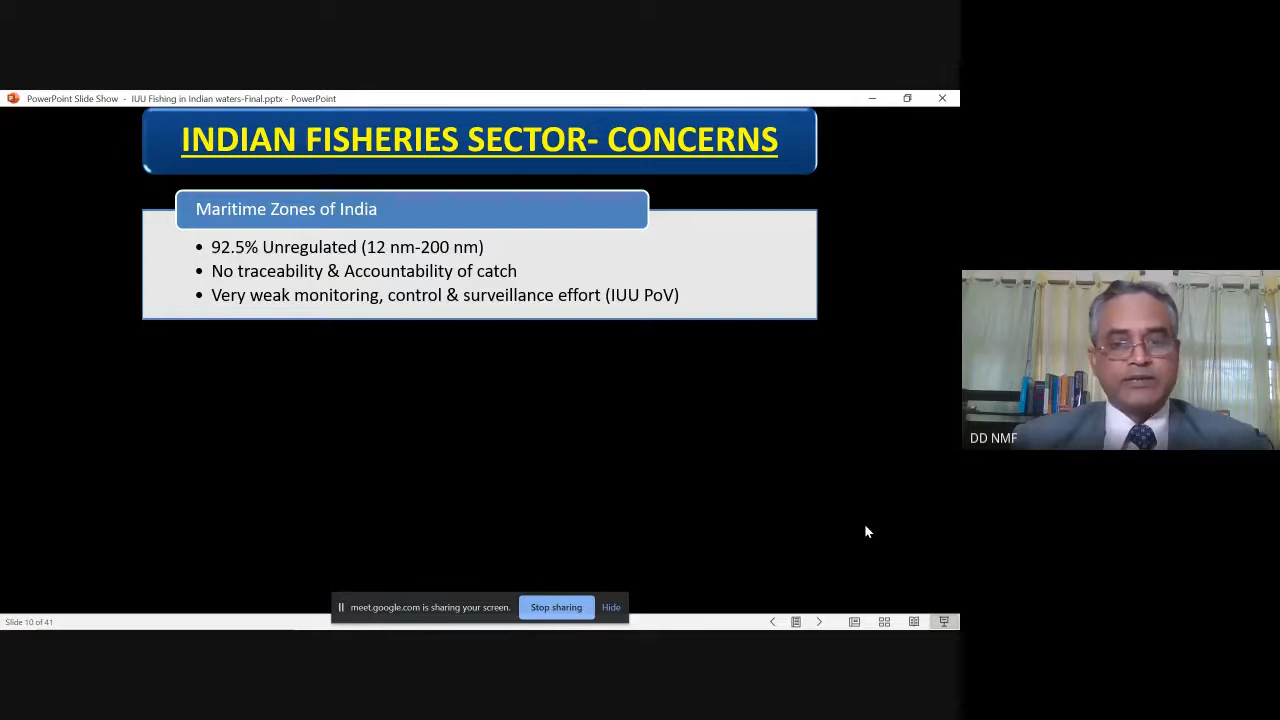 PowerPoint Slide Show - IUU Fishing in Indian waters-Final.pptx - PowerPoint
INDIAN FISHERIES SECTOR- CONCERNS
Maritime Zones of India
• 92.5% Unregulated (12 nm-200 nm)
• No traceability & Accountability of catch
• Very weak monitoring, control & surveillance effort (IUU PoV)
DD NMF
meet.google.com is sharing your screen. Stop sharing Hide
Slide 10 of 41